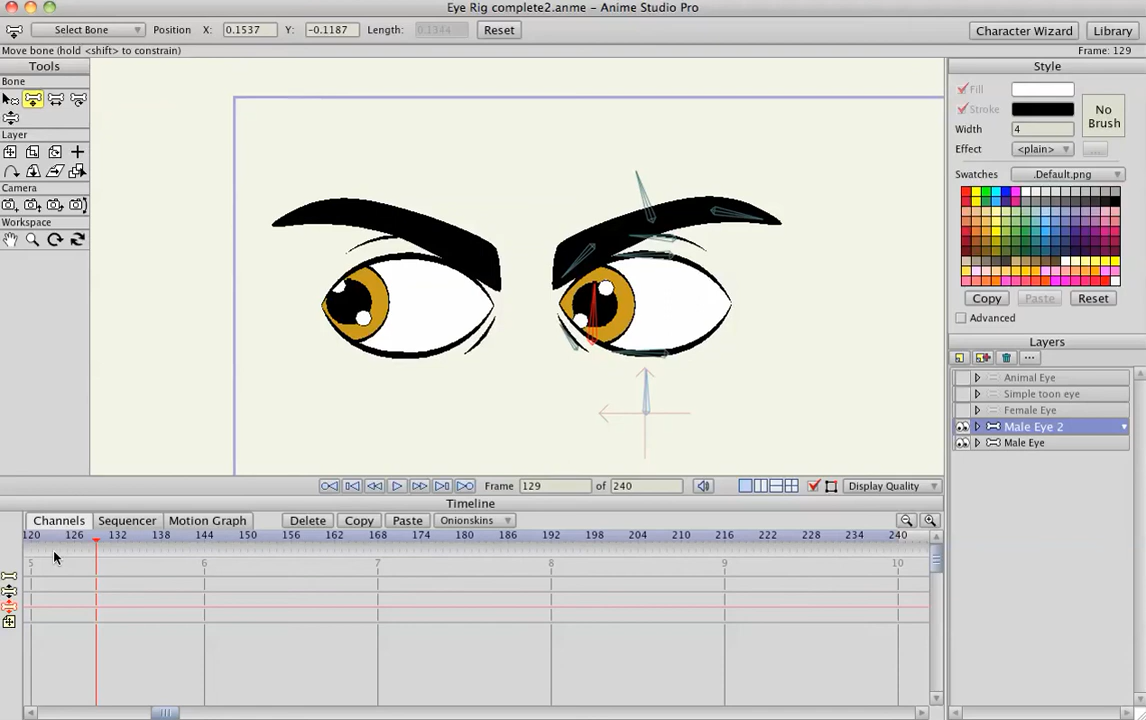 Eye Rig complete2.anme - Anime Studio Pro
Select Bone Position X: 0.1537 Y: -0.1187 Length: 0.1344 Reset Character Wizard Library
Move bone (hold <shift> to constrain) Frame: 129
Tools
Bone
Layer
Camera
Workspace
Style
Fill
Stroke
No Brush
Width 4
Effect <plain> ...
Swatches .Default.png
Copy Paste Reset
Advanced
Layers
Animal Eye
Simple toon eye
Female Eye
Male Eye 2
Male Eye
Frame 129 of 240 Display Quality
Timeline
Channels Sequencer Motion Graph Delete Copy Paste Onionskins
120 126 132 138 144 150 156 162 168 174 180 186 192 198 204 210 216 222 228 234 240
5 6 7 8 9 10